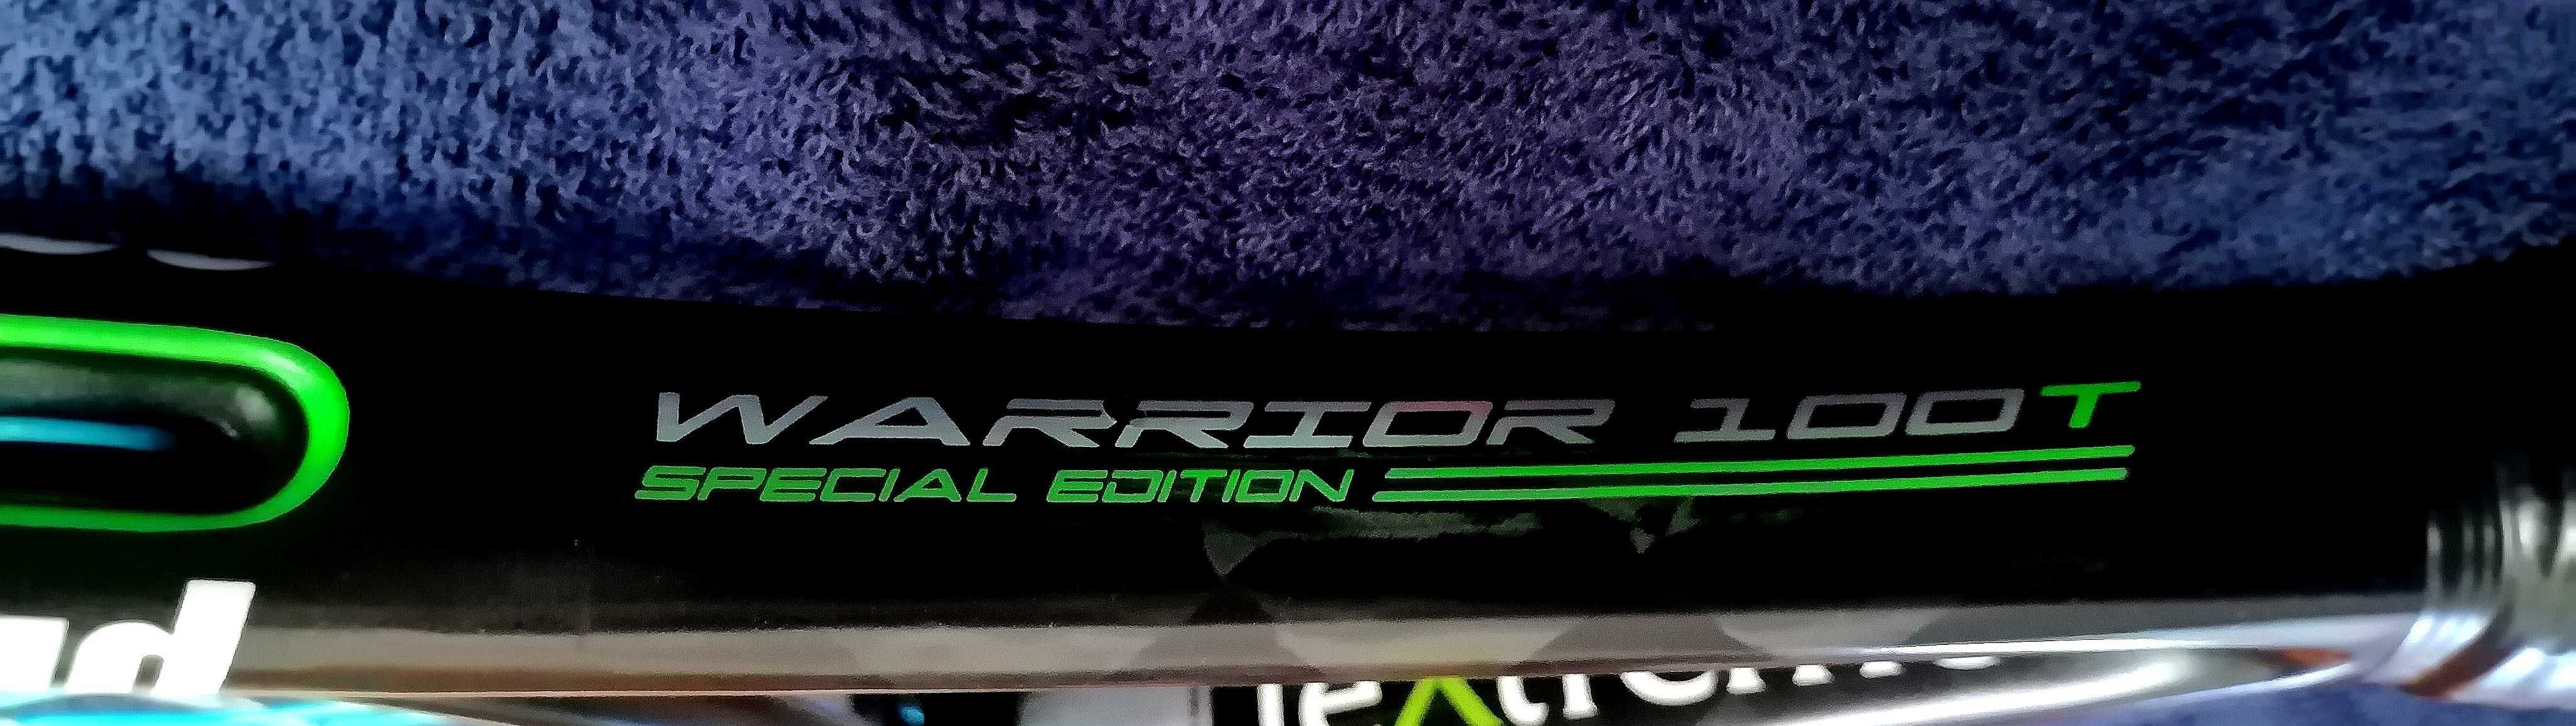 WARRIOR 100T
SPECIAL EDITION